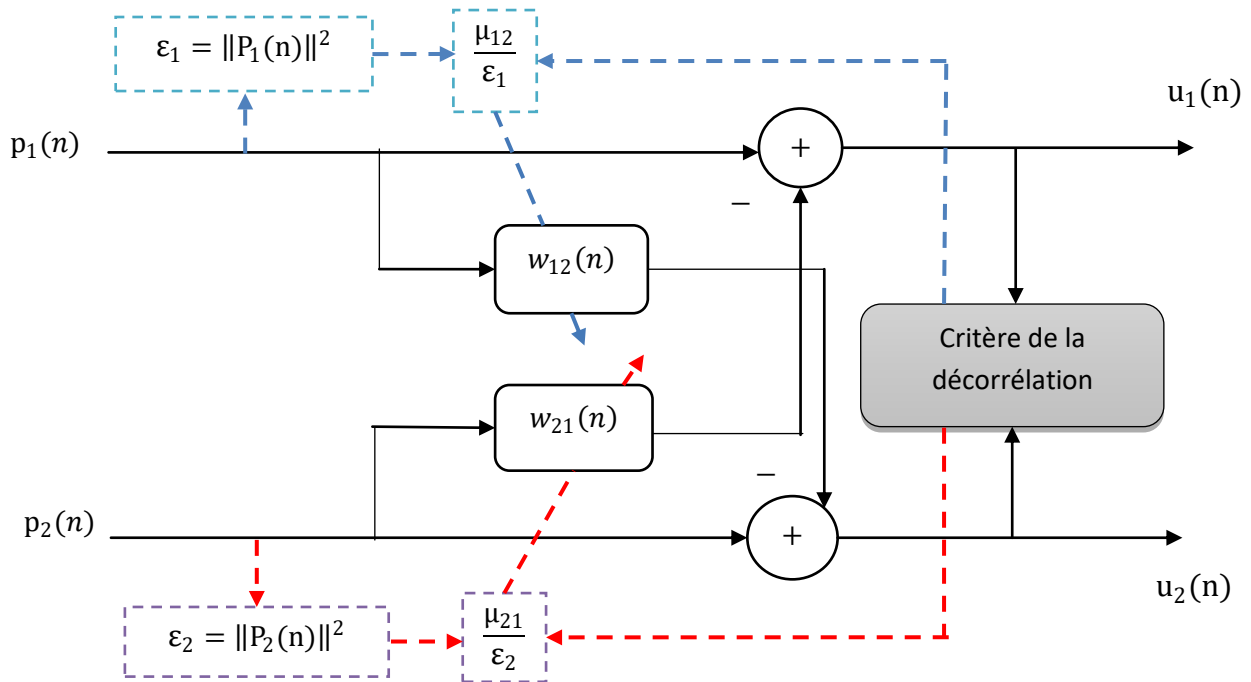 ε₁ = ‖P₁(n)‖²
μ₁₂
ε₁
u₁(n)
p₁(n)
+
−
w₁₂(n)
Critère de la
décorrélation
w₂₁(n)
−
p₂(n)
+
u₂(n)
ε₂ = ‖P₂(n)‖²
μ₂₁
ε₂